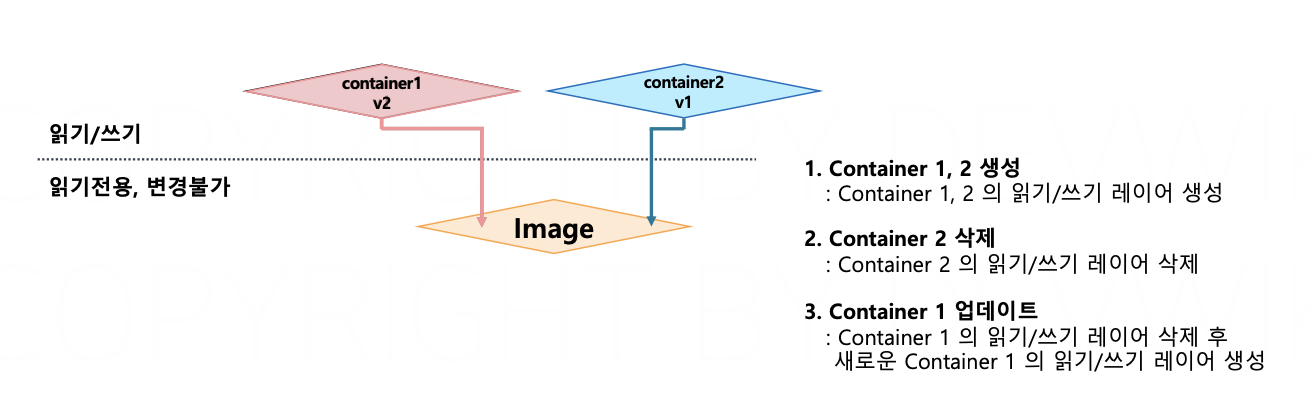 container1
v2
container2
v1
읽기/쓰기
읽기전용, 변경불가
Image
1. Container 1, 2 생성
: Container 1, 2 의 읽기/쓰기 레이어 생성
2. Container 2 삭제
: Container 2 의 읽기/쓰기 레이어 삭제
3. Container 1 업데이트
: Container 1 의 읽기/쓰기 레이어 삭제 후
새로운 Container 1 의 읽기/쓰기 레이어 생성